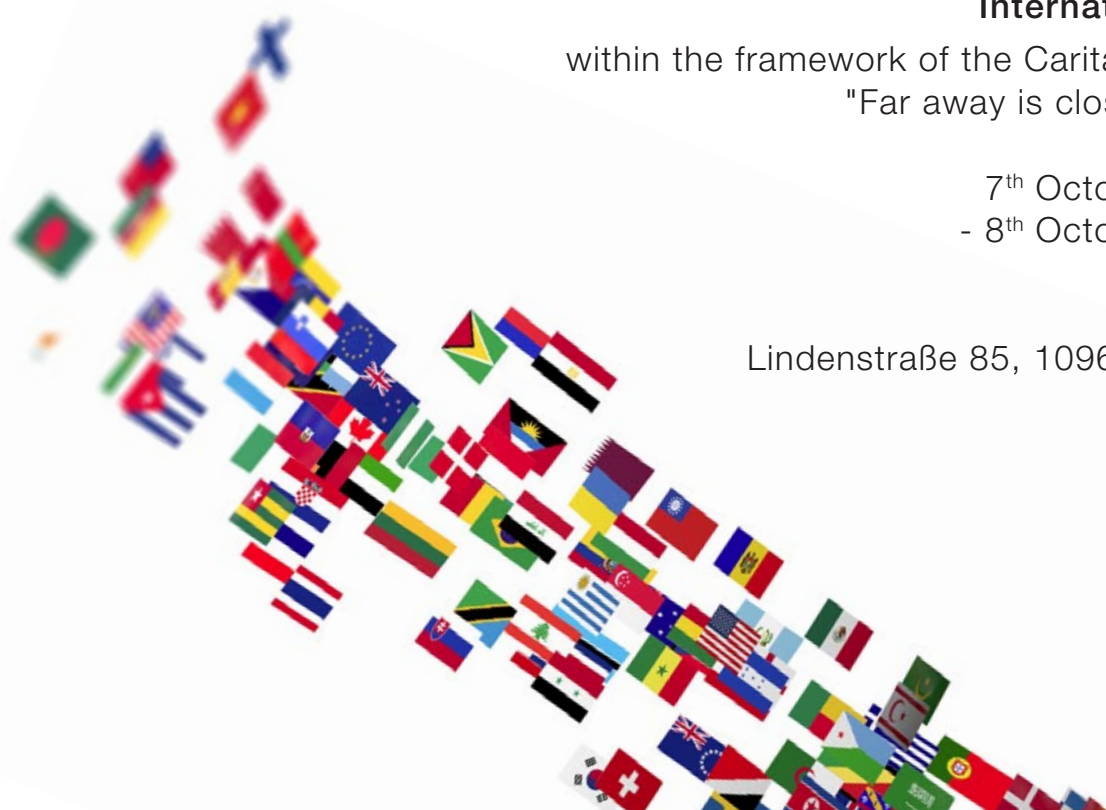 Internat
within the framework of the Carita
"Far away is clos
7th Octo
- 8th Octo
Lindenstraße 85, 1096